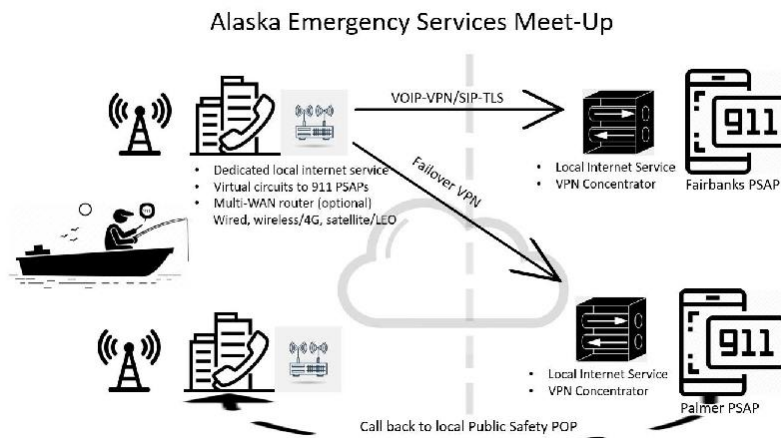 Alaska Emergency Services Meet-Up
VOIP-VPN/SIP-TLS
911
• Dedicated local internet service
• Virtual circuits to 911 PSAPs
• Multi-WAN router (optional)
Wired, wireless/4G, satellite/LEO
Failover VPN
• Local Internet Service
• VPN Concentrator
Fairbanks PSAP
911
• Local Internet Service
• VPN Concentrator
Palmer PSAP
Call back to local Public Safety POP